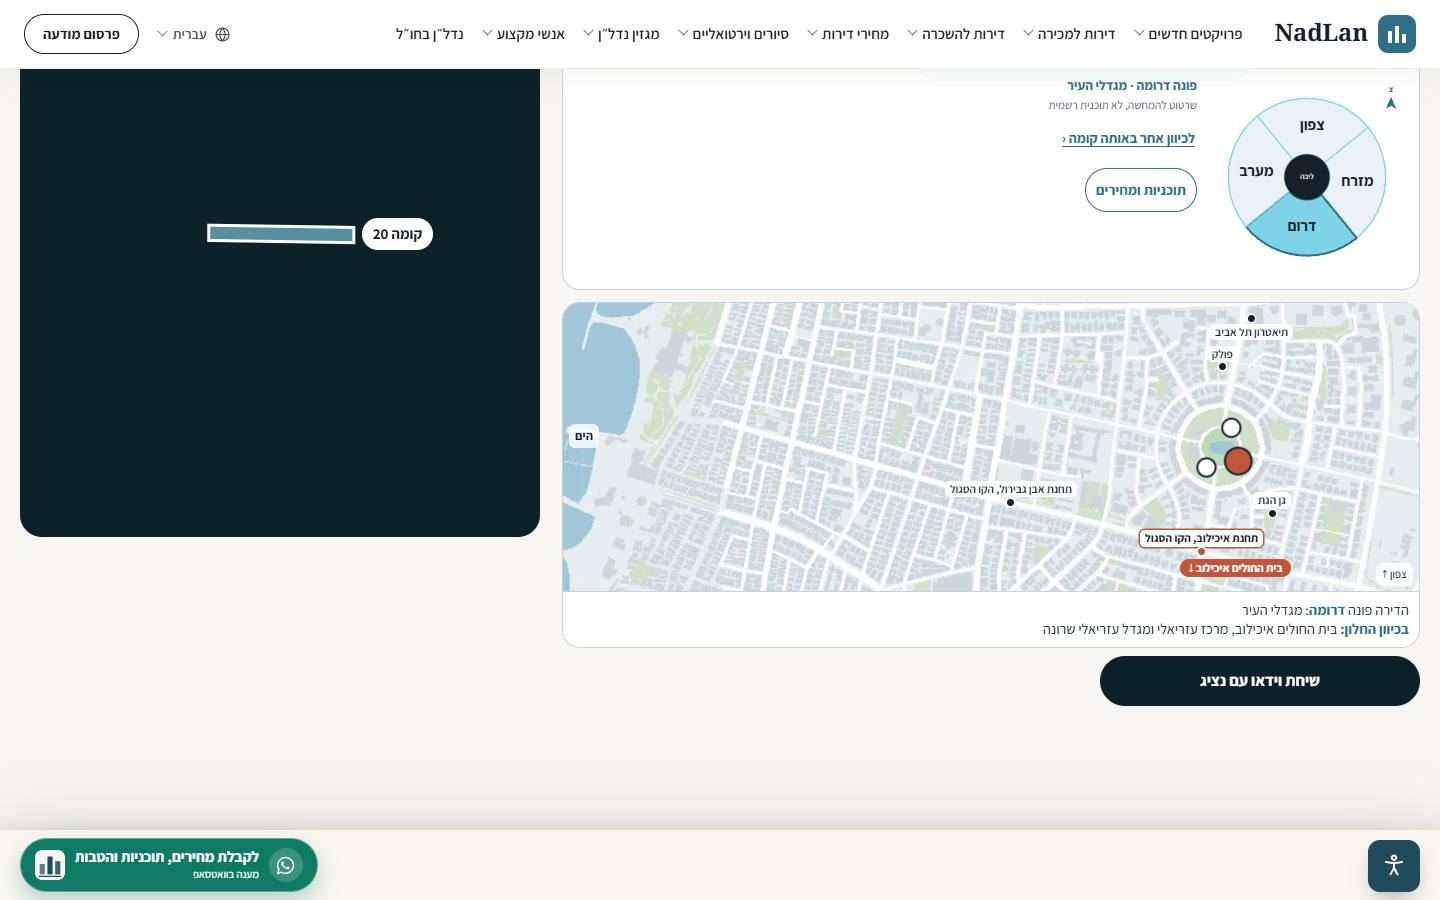 NadLan
פרויקטים חדשים
דירות למכירה
דירות להשכרה
מחירי דירות
סיורים וירטואליים
מגזין נדל״ן
אנשי מקצוע
נדל״ן בחו״ל
עברית
פרסום מודעה
צ
צפון
מזרח
מערב
דרום
ליבה
פונה דרומה · מגדלי העיר
שרטוט להמחשה, לא תוכנית רשמית
לכיוון אחר באותה קומה ›
תוכניות ומחירים
קומה 20
תיאטרון תל אביב
פולק
הים
תחנת אבן גבירול, הקו הסגול
גן הגת
תחנת איכילוב, הקו הסגול
בית החולים איכילוב ↓
צפון ↑
הדירה פונה דרומה: מגדלי העיר
בכיוון החלון: בית החולים איכילוב, מרכז עזריאלי ומגדל עזריאלי שרונה
שיחת וידאו עם נציג
לקבלת מחירים, תוכניות והטבות
מענה בוואטסאפ